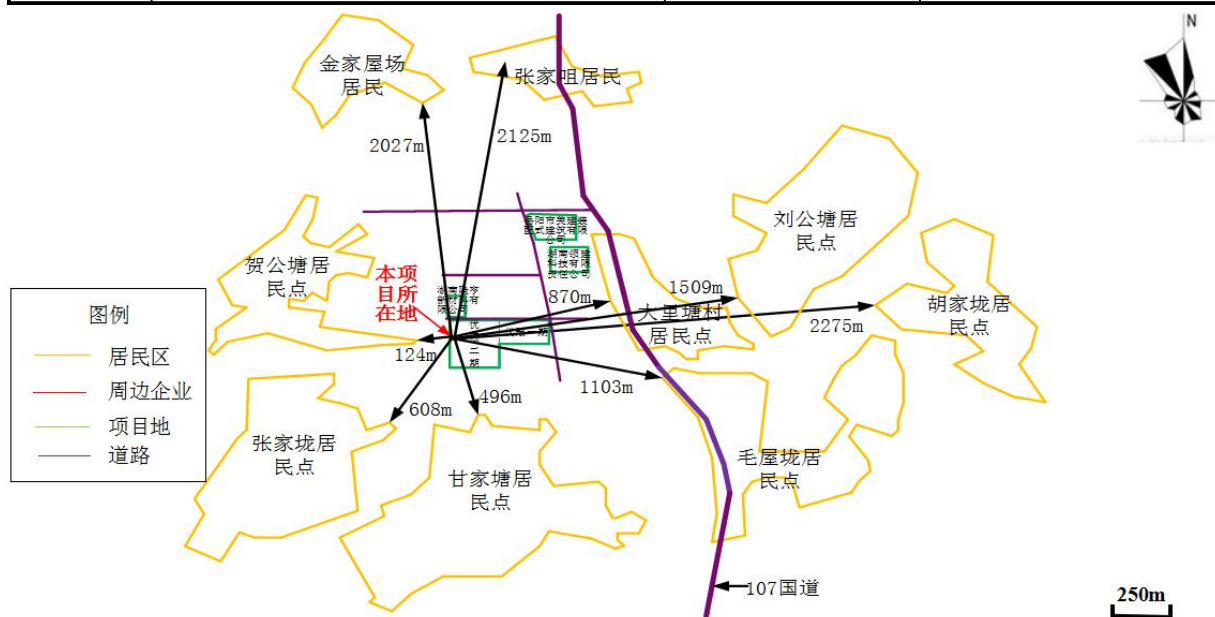 N
金家屋场
居民
张家咀居民
2027m
2125m
刘公塘居
民点
贺公塘居
民点
本项
目所
在地
870m
1509m
胡家垅居
民点
大里塘村
居民点
2275m
124m
二
期
1103m
608m
496m
图例
居民区
周边企业
项目地
道路
张家垅居
民点
甘家塘居
民点
毛屋垅居
民点
107国道
250m